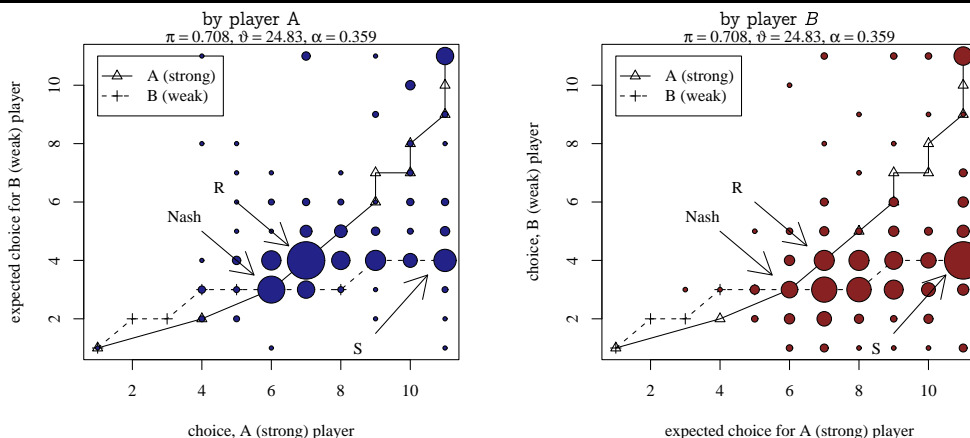 by player A
π = 0.708, ϑ = 24.83, α = 0.359
A (strong)
B (weak)
R
Nash
S
2
4
6
8
10
2
4
6
8
10
expected choice for B (weak) player
choice, A (strong) player
by player B
π = 0.708, ϑ = 24.83, α = 0.359
A (strong)
B (weak)
R
Nash
S
2
4
6
8
10
2
4
6
8
10
choice, B (weak) player
expected choice for A (strong) player